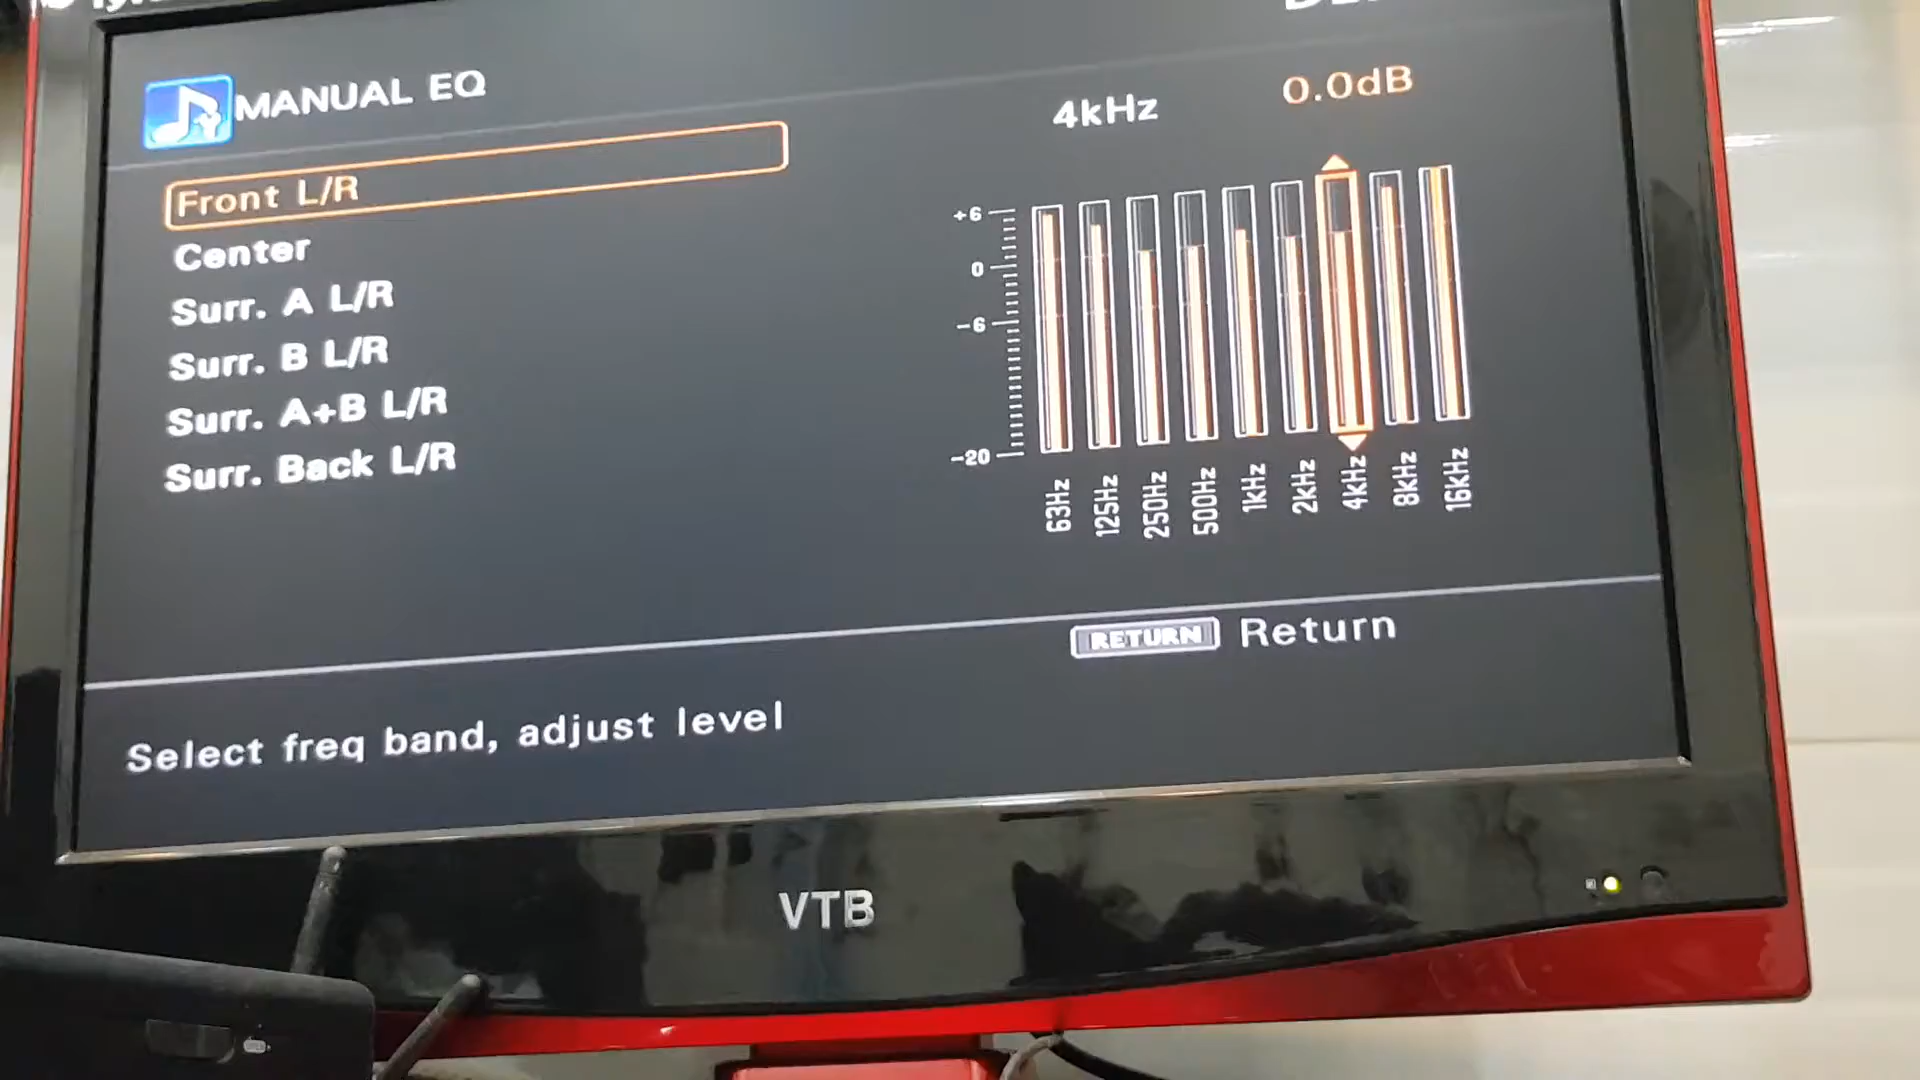 MANUAL EQ
4kHz 0.0dB
Front L/R
Center
Surr. A L/R
Surr. B L/R
Surr. A+B L/R
Surr. Back L/R
+6
0
-6
-20
63Hz 125Hz 250Hz 500Hz 1kHz 2kHz 4kHz 8kHz 16kHz
RETURN Return
Select freq band, adjust level
VTB